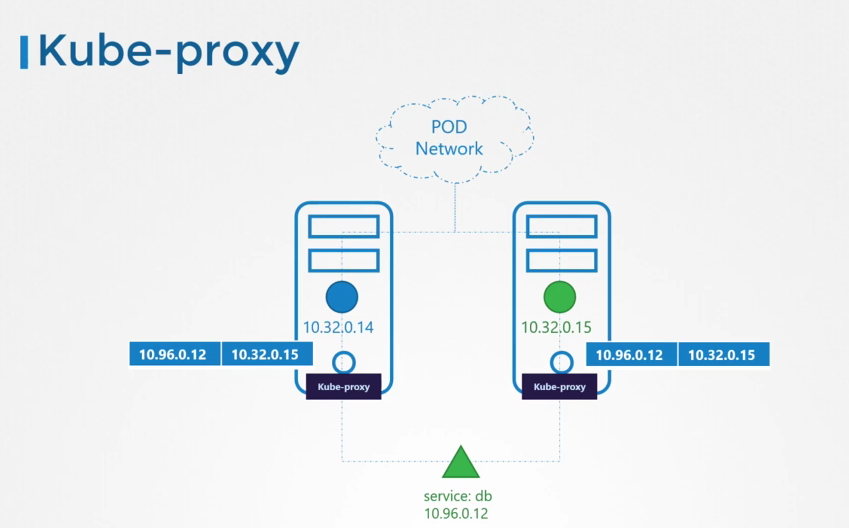 Kube-proxy
POD
Network
10.32.0.14
10.32.0.15
10.96.0.12
10.32.0.15
10.96.0.12
10.32.0.15
Kube-proxy
Kube-proxy
service: db
10.96.0.12